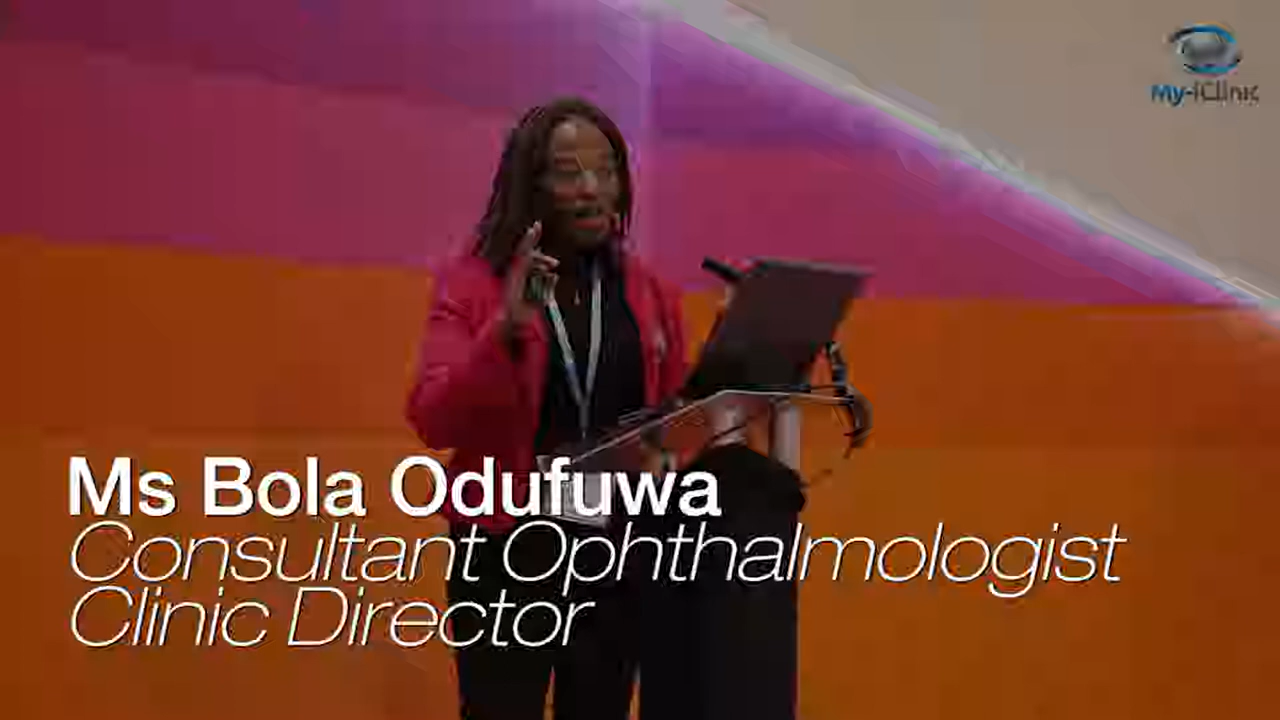 My-iClinic
Ms Bola Odufuwa
Consultant Ophthalmologist
Clinic Director